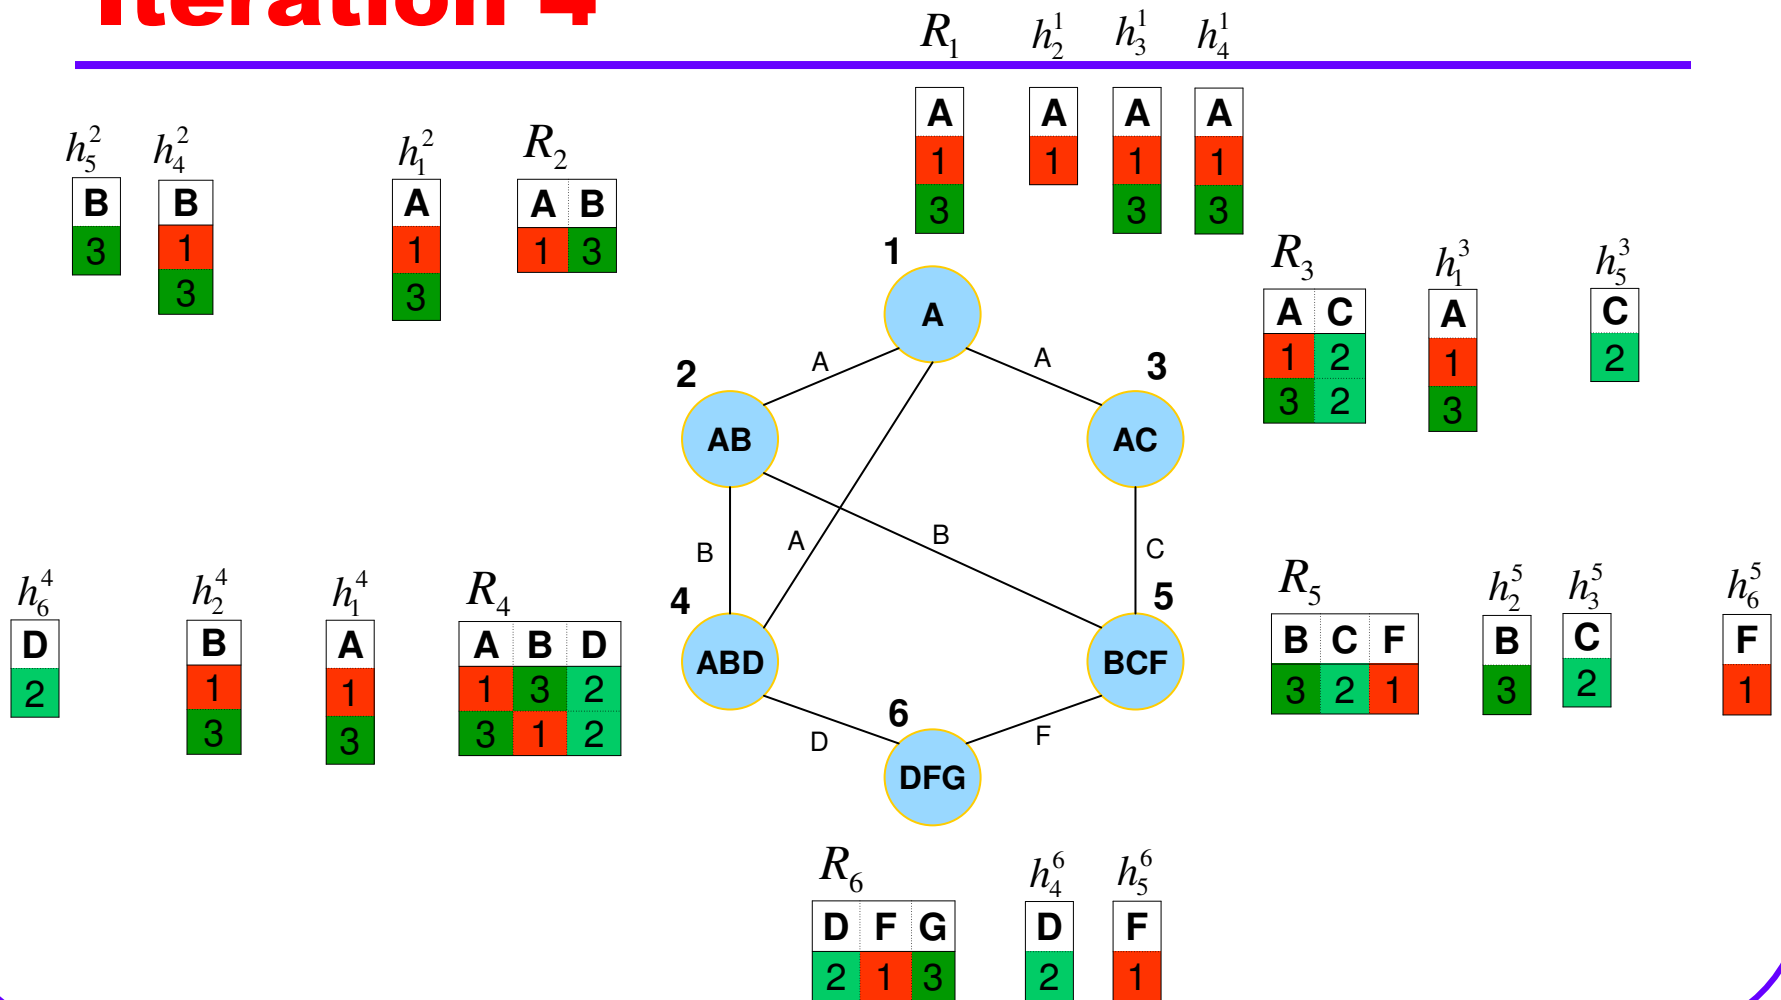 Iteration 4
R₁ h₂¹ h₃¹ h₄¹
A A A A
1 1 1 1
3 3 3
h₅² h₄² h₁² R₂
B B A A B
3 1 1 1 3
3 3
R₃ h₁³ h₅³
A C A C
1 2 1 2
3 2 3
1
A
A A
2 3
AB AC
B A B C
4 5
ABD BCF
6
D F
DFG
h₆⁴ h₂⁴ h₁⁴ R₄
D B A A B D
2 1 1 1 3 2
3 3 3 1 2
R₅ h₂⁵ h₃⁵ h₆⁵
B C F B C F
3 2 1 3 2 1
R₆ h₄⁶ h₅⁶
D F G D F
2 1 3 2 1